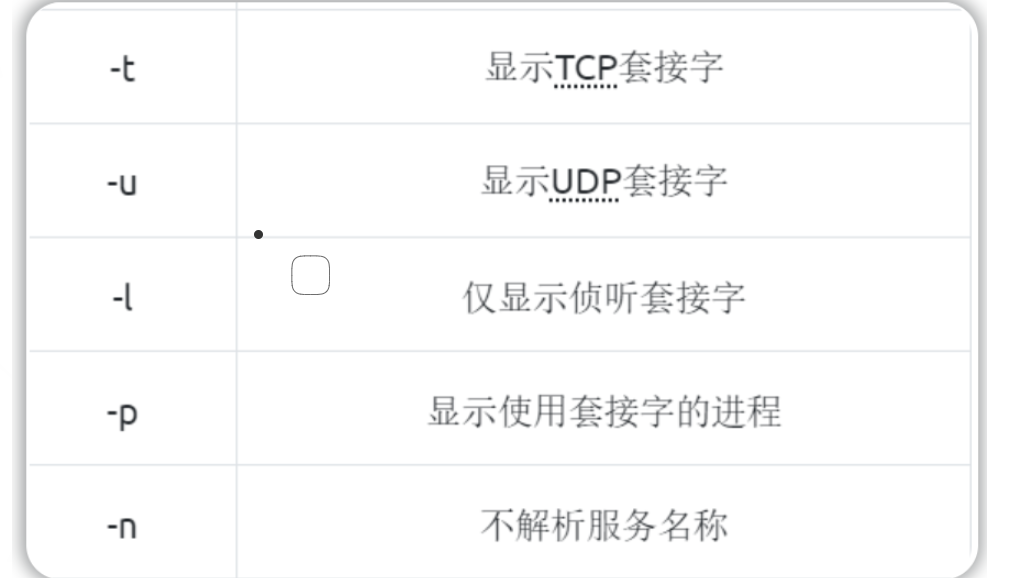 -t 显示TCP套接字
-u 显示UDP套接字
-l 仅显示侦听套接字
-p 显示使用套接字的进程
-n 不解析服务名称